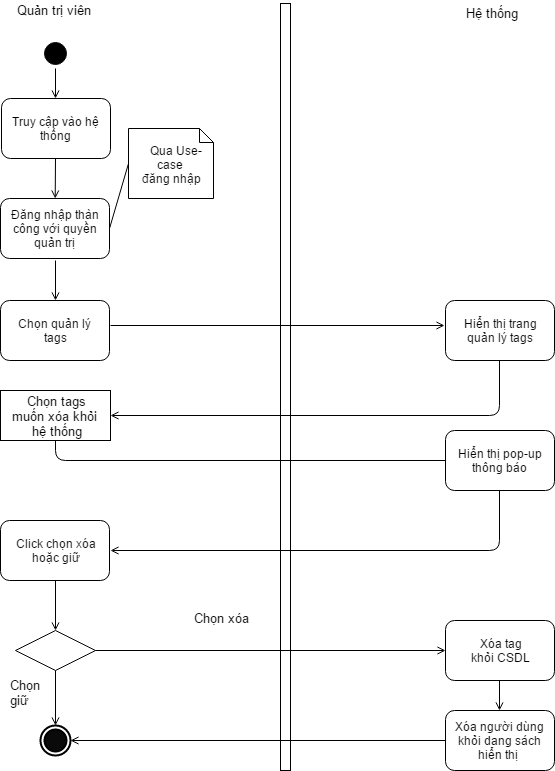 Quản trị viên
Hệ thống
Truy cập vào hệ
thống
Qua Use-
case
đăng nhập
Đăng nhập thàn
công với quyền
quản trị
Chọn quản lý
tags
Hiển thị trang
quản lý tags
Chọn tags
muốn xóa khỏi
hệ thống
Hiển thị pop-up
thông báo
Click chọn xóa
hoặc giữ
Chọn xóa
Xóa tag
khỏi CSDL
Chọn
giữ
Xóa người dùng
khỏi dạng sách
hiển thị